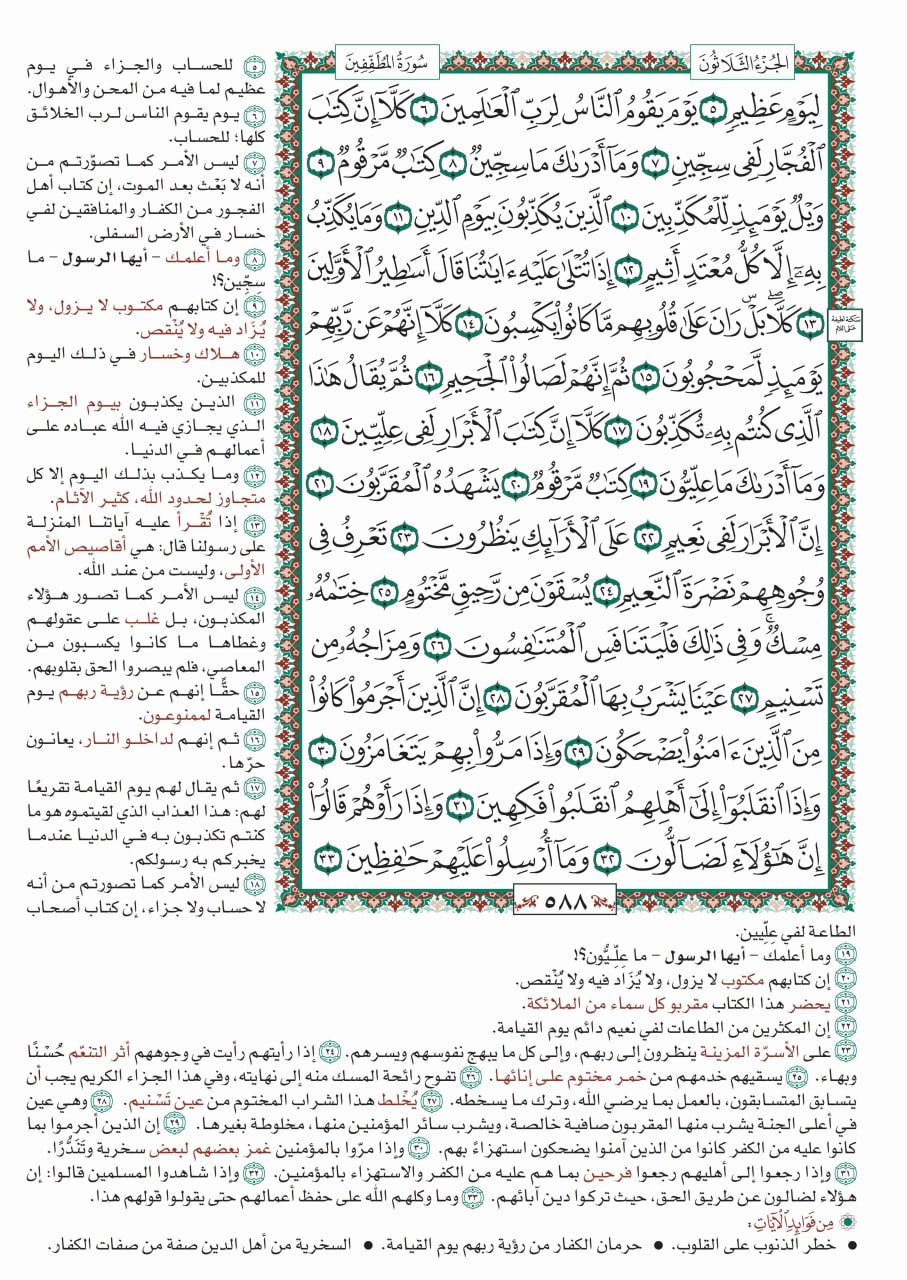 الجُزْءُ الثَّلَاثُونَ
سُورَةُ المُطَفِّفِينَ
لِيَوْمٍ عَظِيمٍ ٥ يَوْمَ يَقُومُ ٱلنَّاسُ لِرَبِّ ٱلْعَٰلَمِينَ ٦ كَلَّآ إِنَّ كِتَٰبَ
ٱلْفُجَّارِ لَفِى سِجِّينٍ ٧ وَمَآ أَدْرَىٰكَ مَا سِجِّينٌ ٨ كِتَٰبٌ مَّرْقُومٌ ٩
وَيْلٌ يَوْمَئِذٍ لِّلْمُكَذِّبِينَ ١٠ ٱلَّذِينَ يُكَذِّبُونَ بِيَوْمِ ٱلدِّينِ ١١ وَمَا يُكَذِّبُ
بِهِۦٓ إِلَّا كُلُّ مُعْتَدٍ أَثِيمٍ ١٢ إِذَا تُتْلَىٰ عَلَيْهِ ءَايَٰتُنَا قَالَ أَسَٰطِيرُ ٱلْأَوَّلِينَ
١٣ كَلَّا ۖ بَلْ ۜ رَانَ عَلَىٰ قُلُوبِهِم مَّا كَانُوا۟ يَكْسِبُونَ ١٤ كَلَّآ إِنَّهُمْ عَن رَّبِّهِمْ
يَوْمَئِذٍ لَّمَحْجُوبُونَ ١٥ ثُمَّ إِنَّهُمْ لَصَالُوا۟ ٱلْجَحِيمِ ١٦ ثُمَّ يُقَالُ هَٰذَا
ٱلَّذِى كُنتُم بِهِۦ تُكَذِّبُونَ ١٧ كَلَّآ إِنَّ كِتَٰبَ ٱلْأَبْرَارِ لَفِى عِلِّيِّينَ ١٨
وَمَآ أَدْرَىٰكَ مَا عِلِّيُّونَ ١٩ كِتَٰبٌ مَّرْقُومٌ ٢٠ يَشْهَدُهُ ٱلْمُقَرَّبُونَ ٢١
إِنَّ ٱلْأَبْرَارَ لَفِى نَعِيمٍ ٢٢ عَلَى ٱلْأَرَآئِكِ يَنظُرُونَ ٢٣ تَعْرِفُ فِى
وُجُوهِهِمْ نَضْرَةَ ٱلنَّعِيمِ ٢٤ يُسْقَوْنَ مِن رَّحِيقٍ مَّخْتُومٍ ٢٥ خِتَٰمُهُۥ
مِسْكٌ ۚ وَفِى ذَٰلِكَ فَلْيَتَنَافَسِ ٱلْمُتَنَٰفِسُونَ ٢٦ وَمِزَاجُهُۥ مِن
تَسْنِيمٍ ٢٧ عَيْنًا يَشْرَبُ بِهَا ٱلْمُقَرَّبُونَ ٢٨ إِنَّ ٱلَّذِينَ أَجْرَمُوا۟ كَانُوا۟
مِنَ ٱلَّذِينَ ءَامَنُوا۟ يَضْحَكُونَ ٢٩ وَإِذَا مَرُّوا۟ بِهِمْ يَتَغَامَزُونَ ٣٠
وَإِذَا ٱنقَلَبُوٓا۟ إِلَىٰٓ أَهْلِهِمُ ٱنقَلَبُوا۟ فَكِهِينَ ٣١ وَإِذَا رَأَوْهُمْ قَالُوٓا۟
إِنَّ هَٰٓؤُلَآءِ لَضَآلُّونَ ٣٢ وَمَآ أُرْسِلُوا۟ عَلَيْهِمْ حَٰفِظِينَ ٣٣
٥٨٨
سكتة لطيفة
على اللام
٥ للحساب والجزاء في يوم
عظيم لما فيه من المحن والأهوال.
٦ يوم يقوم الناس لرب الخلائق
كلها؛ للحساب.
٧ ليس الأمر كما تصوّرتم من
أنه لا بَعْث بعد الموت، إن كتاب أهل
الفجور من الكفار والمنافقين لفي
خسار في الأرض السفلى.
٨ وما أعلمك – أيها الرسول – ما
سِجِّين؟!
٩ إن كتابهم مكتوب لا يزول، ولا
يُزَاد فيه ولا يُنْقص.
١٠ هلاك وخسار في ذلك اليوم
للمكذبين.
١١ الذين يكذبون بيوم الجزاء
الذي يجازي فيه الله عباده على
أعمالهم في الدنيا.
١٢ وما يكذب بذلك اليوم إلا كل
متجاوز لحدود الله، كثير الآثام.
١٣ إذا تُقْرأ عليه آياتنا المنزلة
على رسولنا قال: هي أقاصيص الأمم
الأولى، وليست من عند الله.
١٤ ليس الأمر كما تصور هؤلاء
المكذبون، بل غلب على عقولهم
وغطاها ما كانوا يكسبون من
المعاصي، فلم يبصروا الحق بقلوبهم.
١٥ حقًّا إنهم عن رؤية ربهم يوم
القيامة لممنوعون.
١٦ ثم إنهم لداخلو النار، يعانون
حرّها.
١٧ ثم يقال لهم يوم القيامة تقريعًا
لهم: هذا العذاب الذي لقيتموه هو ما
كنتم تكذبون به في الدنيا عندما
يخبركم به رسولكم.
١٨ ليس الأمر كما تصورتم من أنه
لا حساب ولا جزاء، إن كتاب أصحاب
الطاعة لفي عِلِّيين.
١٩ وما أعلمك – أيها الرسول – ما عِلِّيُّون؟!
٢٠ إن كتابهم مكتوب لا يزول، ولا يُزَاد فيه ولا يُنْقص.
٢١ يحضر هذا الكتاب مقربو كل سماء من الملائكة.
٢٢ إن المكثرين من الطاعات لفي نعيم دائم يوم القيامة.
٢٣ على الأسرّة المزينة ينظرون إلى ربهم، وإلى كل ما يبهج نفوسهم ويسرهم. ٢٤ إذا رأيتهم رأيت في وجوههم أثر التنعّم حُسْنًا
وبهاء. ٢٥ يسقيهم خدمهم من خمر مختوم على إنائها. ٢٦ تفوح رائحة المسك منه إلى نهايته، وفي هذا الجزاء الكريم يجب أن
يتسابق المتسابقون، بالعمل بما يرضي الله، وترك ما يسخطه. ٢٧ يُخْلط هذا الشراب المختوم من عين تَسْنيم. ٢٨ وهي عين
في أعلى الجنة يشرب منها المقربون صافية خالصة، ويشرب سائر المؤمنين منها، مخلوطة بغيرها. ٢٩ إن الذين أجرموا بما
كانوا عليه من الكفر كانوا من الذين آمنوا يضحكون استهزاءً بهم. ٣٠ وإذا مرّوا بالمؤمنين غمز بعضهم لبعض سخرية وتَنَدُّرًا.
٣١ وإذا رجعوا إلى أهليهم رجعوا فرحين بما هم عليه من الكفر والاستهزاء بالمؤمنين. ٣٢ وإذا شاهدوا المسلمين قالوا: إن
هؤلاء لضالون عن طريق الحق، حيث تركوا دين آبائهم. ٣٣ وما وكلهم الله على حفظ أعمالهم حتى يقولوا قولهم هذا.
مِن فَوَائِدِ ٱلْآيَاتِ:
• خطر الذنوب على القلوب. • حرمان الكفار من رؤية ربهم يوم القيامة. • السخرية من أهل الدين صفة من صفات الكفار.